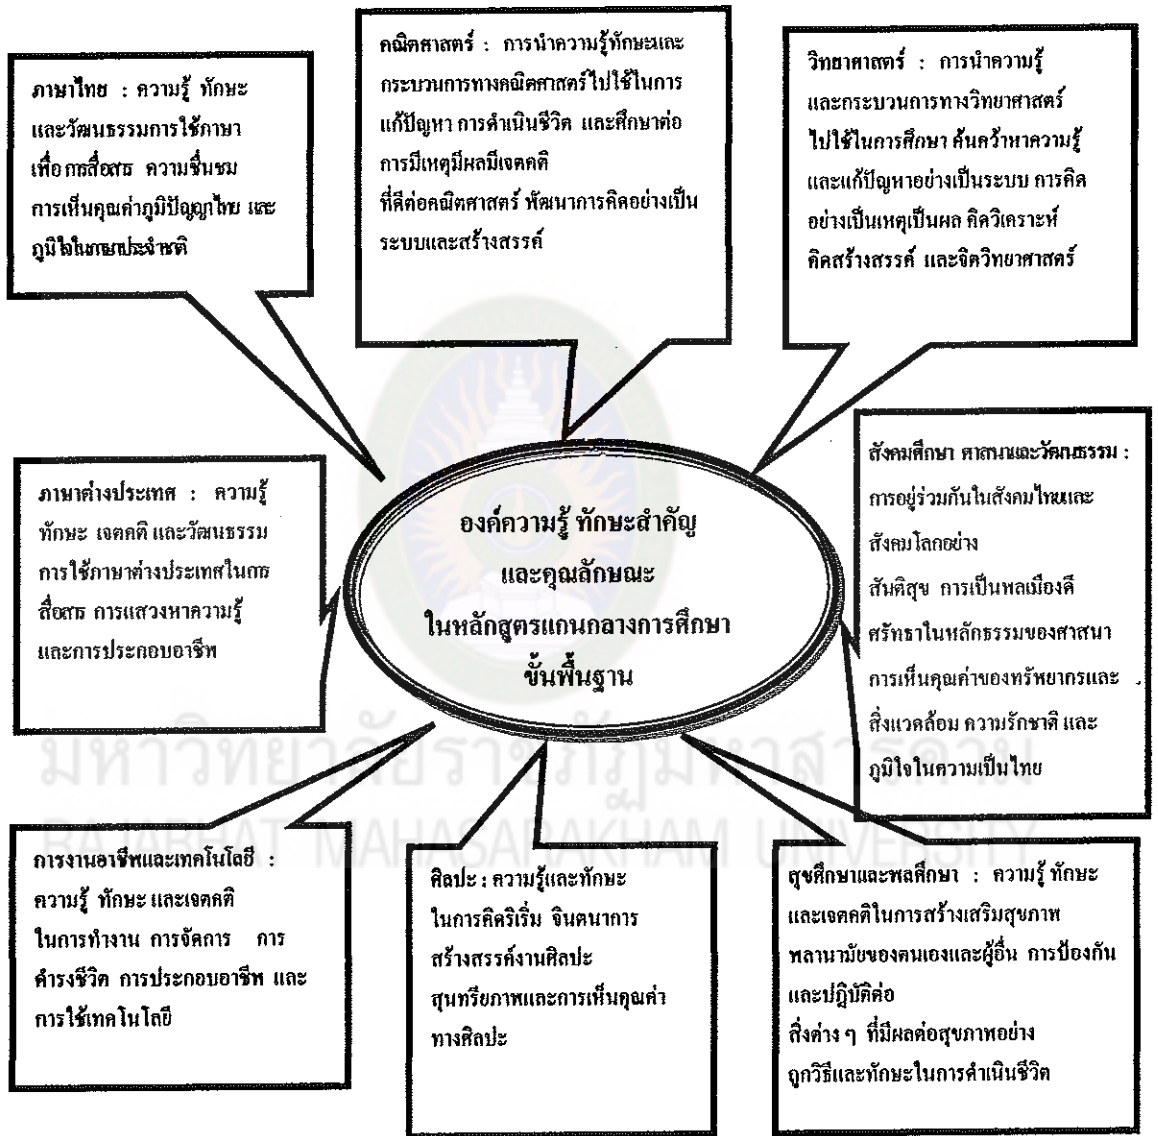 ภาษาไทย : ความรู้ ทักษะ
และวัฒนธรรมการใช้ภาษา
เพื่อ การสื่อสาร ความชื่นชม
การเห็นคุณค่าภูมิปัญญาไทย และ
ภูมิใจในภาษาประจำชาติ
คณิตศาสตร์ : การนำความรู้ทักษะและ
กระบวนการทางคณิตศาสตร์ไปใช้ในการ
แก้ปัญหา การดำเนินชีวิต และศึกษาต่อ
การมีเหตุมีผลมีเจตคติ
ที่ดีต่อคณิตศาสตร์ พัฒนาการคิดอย่างเป็น
ระบบและสร้างสรรค์
วิทยาศาสตร์ : การนำความรู้
และกระบวนการทางวิทยาศาสตร์
ไปใช้ในการศึกษา ค้นคว้าหาความรู้
และแก้ปัญหาอย่างเป็นระบบ การคิด
อย่างเป็นเหตุเป็นผล คิดวิเคราะห์
คิดสร้างสรรค์ และจิตวิทยาศาสตร์
ภาษาต่างประเทศ : ความรู้
ทักษะ เจตคติ และวัฒนธรรม
การใช้ภาษาต่างประเทศในการ
สื่อสาร การแสวงหาความรู้
และการประกอบอาชีพ
องค์ความรู้ ทักษะสำคัญ
และคุณลักษณะ
ในหลักสูตรแกนกลางการศึกษา
ขั้นพื้นฐาน
สังคมศึกษา ศาสนาและวัฒนธรรม :
การอยู่ร่วมกันในสังคมไทยและ
สังคมโลกอย่าง
สันติสุข การเป็นพลเมืองดี
ศรัทธาในหลักธรรมของศาสนา
การเห็นคุณค่าของทรัพยากรและ
สิ่งแวดล้อม ความรักชาติ และ
ภูมิใจในความเป็นไทย
มหาวิทยาลัยราชภัฏมหาสารคาม
RAJABHAT MAHASARAKHAM UNIVERSITY
การงานอาชีพและเทคโนโลยี :
ความรู้ ทักษะ และเจตคติ
ในการทำงาน การจัดการ การ
ดำรงชีวิต การประกอบอาชีพ และ
การใช้เทคโนโลยี
ศิลปะ : ความรู้และทักษะ
ในการคิดริเริ่ม จินตนาการ
สร้างสรรค์งานศิลปะ
สุนทรียภาพและการเห็นคุณค่า
ทางศิลปะ
สุขศึกษาและพลศึกษา : ความรู้ ทักษะ
และเจตคติในการสร้างเสริมสุขภาพ
พลานามัยของตนเองและผู้อื่น การป้องกัน
และปฏิบัติต่อ
สิ่งต่าง ๆ ที่มีผลต่อสุขภาพอย่าง
ถูกวิธีและทักษะในการดำเนินชีวิต